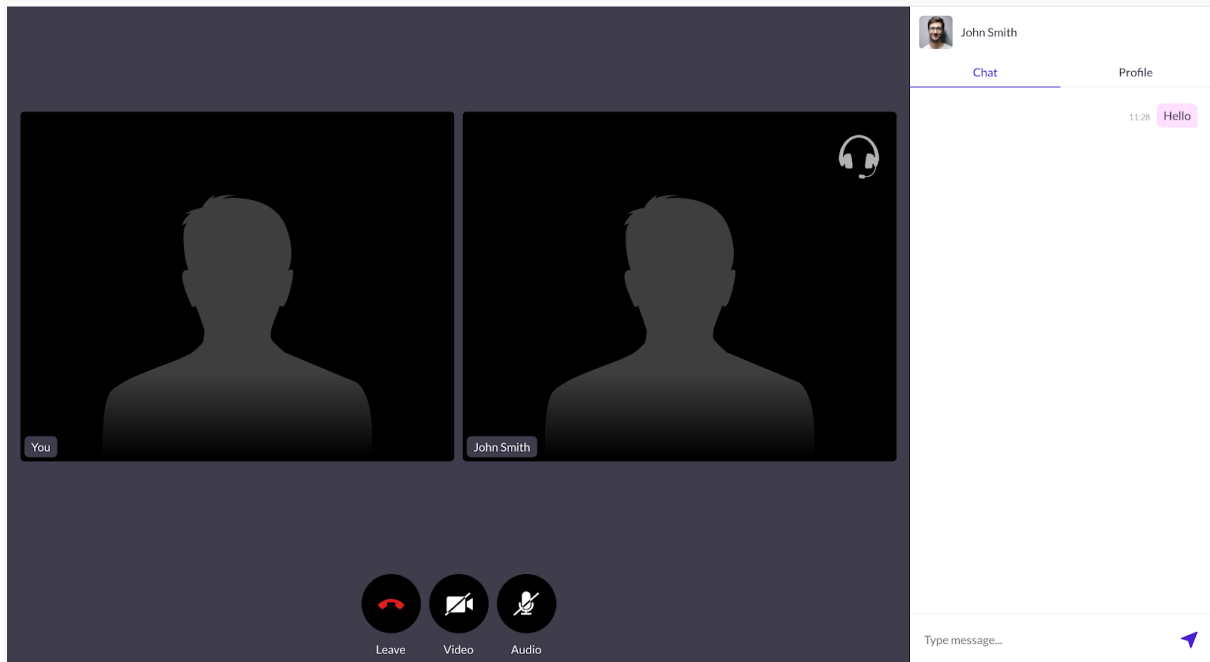 You
John Smith
Leave
Video
Audio
John Smith
Chat
Profile
11:28
Hello
Type message...